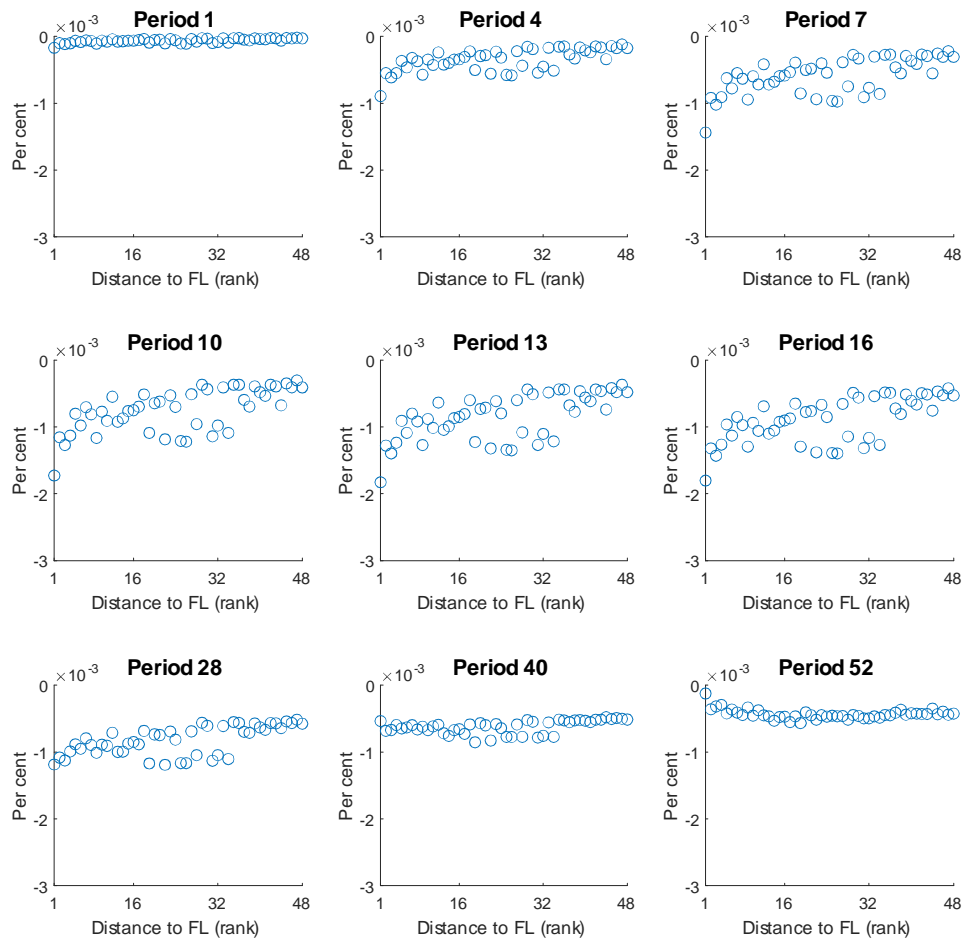 Period 1
×10⁻³
0
-1
-2
-3
Per cent
1 16 32 48
Distance to FL (rank)
Period 4
×10⁻³
0
-1
-2
-3
Per cent
1 16 32 48
Distance to FL (rank)
Period 7
×10⁻³
0
-1
-2
-3
Per cent
1 16 32 48
Distance to FL (rank)
Period 10
×10⁻³
0
-1
-2
-3
Per cent
1 16 32 48
Distance to FL (rank)
Period 13
×10⁻³
0
-1
-2
-3
Per cent
1 16 32 48
Distance to FL (rank)
Period 16
×10⁻³
0
-1
-2
-3
Per cent
1 16 32 48
Distance to FL (rank)
Period 28
×10⁻³
0
-1
-2
-3
Per cent
1 16 32 48
Distance to FL (rank)
Period 40
×10⁻³
0
-1
-2
-3
Per cent
1 16 32 48
Distance to FL (rank)
Period 52
×10⁻³
0
-1
-2
-3
Per cent
1 16 32 48
Distance to FL (rank)